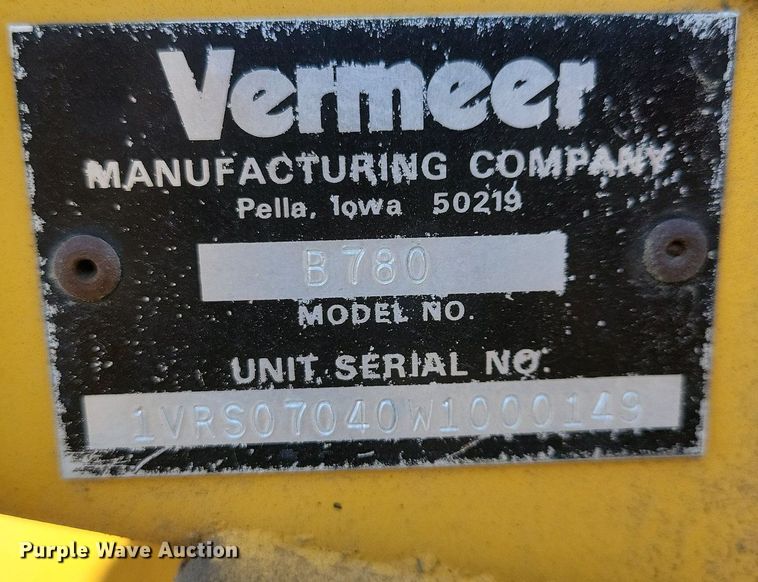 Vermeer
MANUFACTURING COMPANY
Pella, Iowa 50219
B780
MODEL NO.
UNIT SERIAL NO.
1VRS07040W1000149
Purple Wave Auction